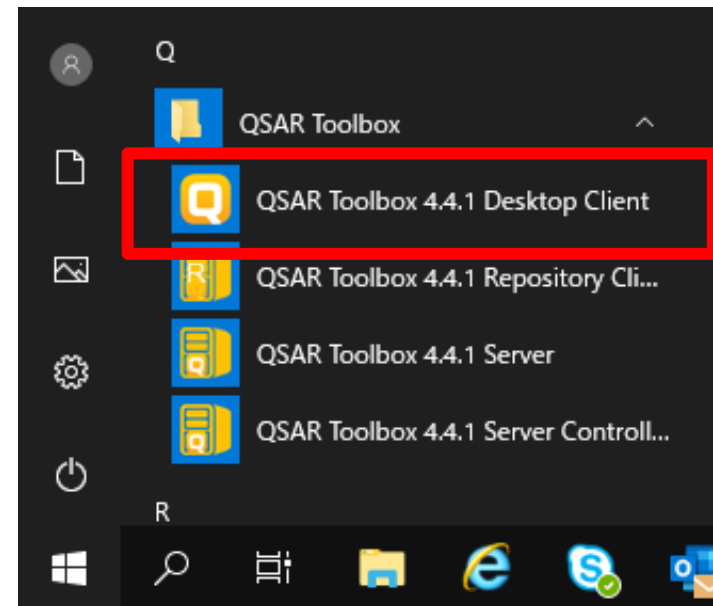 Q
QSAR Toolbox
QSAR Toolbox 4.4.1 Desktop Client
QSAR Toolbox 4.4.1 Repository Cli...
QSAR Toolbox 4.4.1 Server
QSAR Toolbox 4.4.1 Server Controll...
R